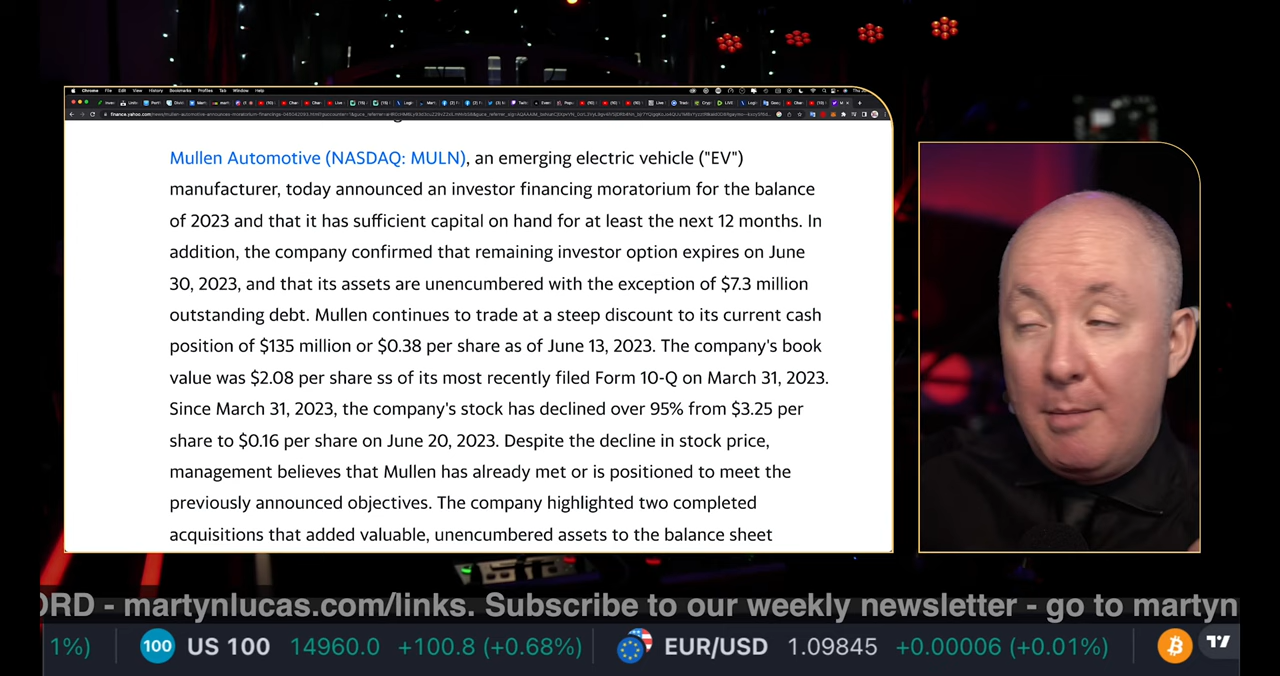 Chrome File Edit View History Bookmarks Profiles Tab Window Help
Mullen Automotive (NASDAQ: MULN), an emerging electric vehicle ("EV")
manufacturer, today announced an investor financing moratorium for the balance
of 2023 and that it has sufficient capital on hand for at least the next 12 months. In
addition, the company confirmed that remaining investor option expires on June
30, 2023, and that its assets are unencumbered with the exception of $7.3 million
outstanding debt. Mullen continues to trade at a steep discount to its current cash
position of $135 million or $0.38 per share as of June 13, 2023. The company's book
value was $2.08 per share ss of its most recently filed Form 10-Q on March 31, 2023.
Since March 31, 2023, the company's stock has declined over 95% from $3.25 per
share to $0.16 per share on June 20, 2023. Despite the decline in stock price,
management believes that Mullen has already met or is positioned to meet the
previously announced objectives. The company highlighted two completed
acquisitions that added valuable, unencumbered assets to the balance sheet
ORD - martynlucas.com/links. Subscribe to our weekly newsletter - go to martyn
1%) 100 US 100 14960.0 +100.8 (+0.68%) EUR/USD 1.09845 +0.00006 (+0.01%)